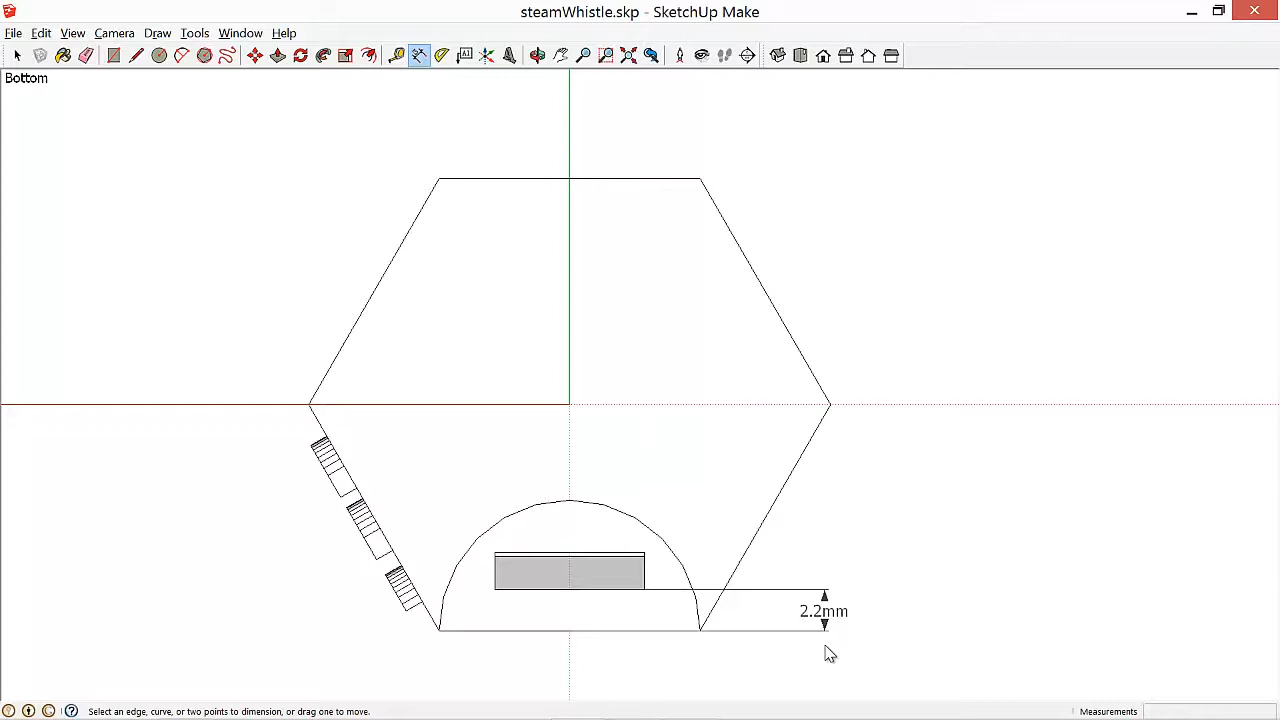 steamWhistle.skp - SketchUp Make
File Edit View Camera Draw Tools Window Help
A1
Bottom
2.2mm
Select an edge, curve, or two points to dimension, or drag one to move. Measurements